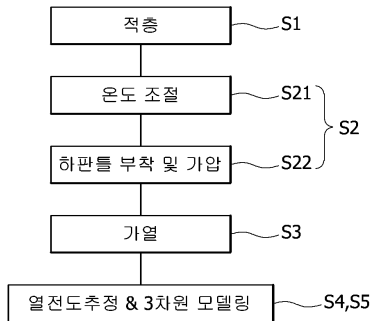 적층 S1
온도 조절 S21
S2
하판틀 부착 및 가압 S22
가열 S3
열전도추정 & 3차원 모델링 S4,S5